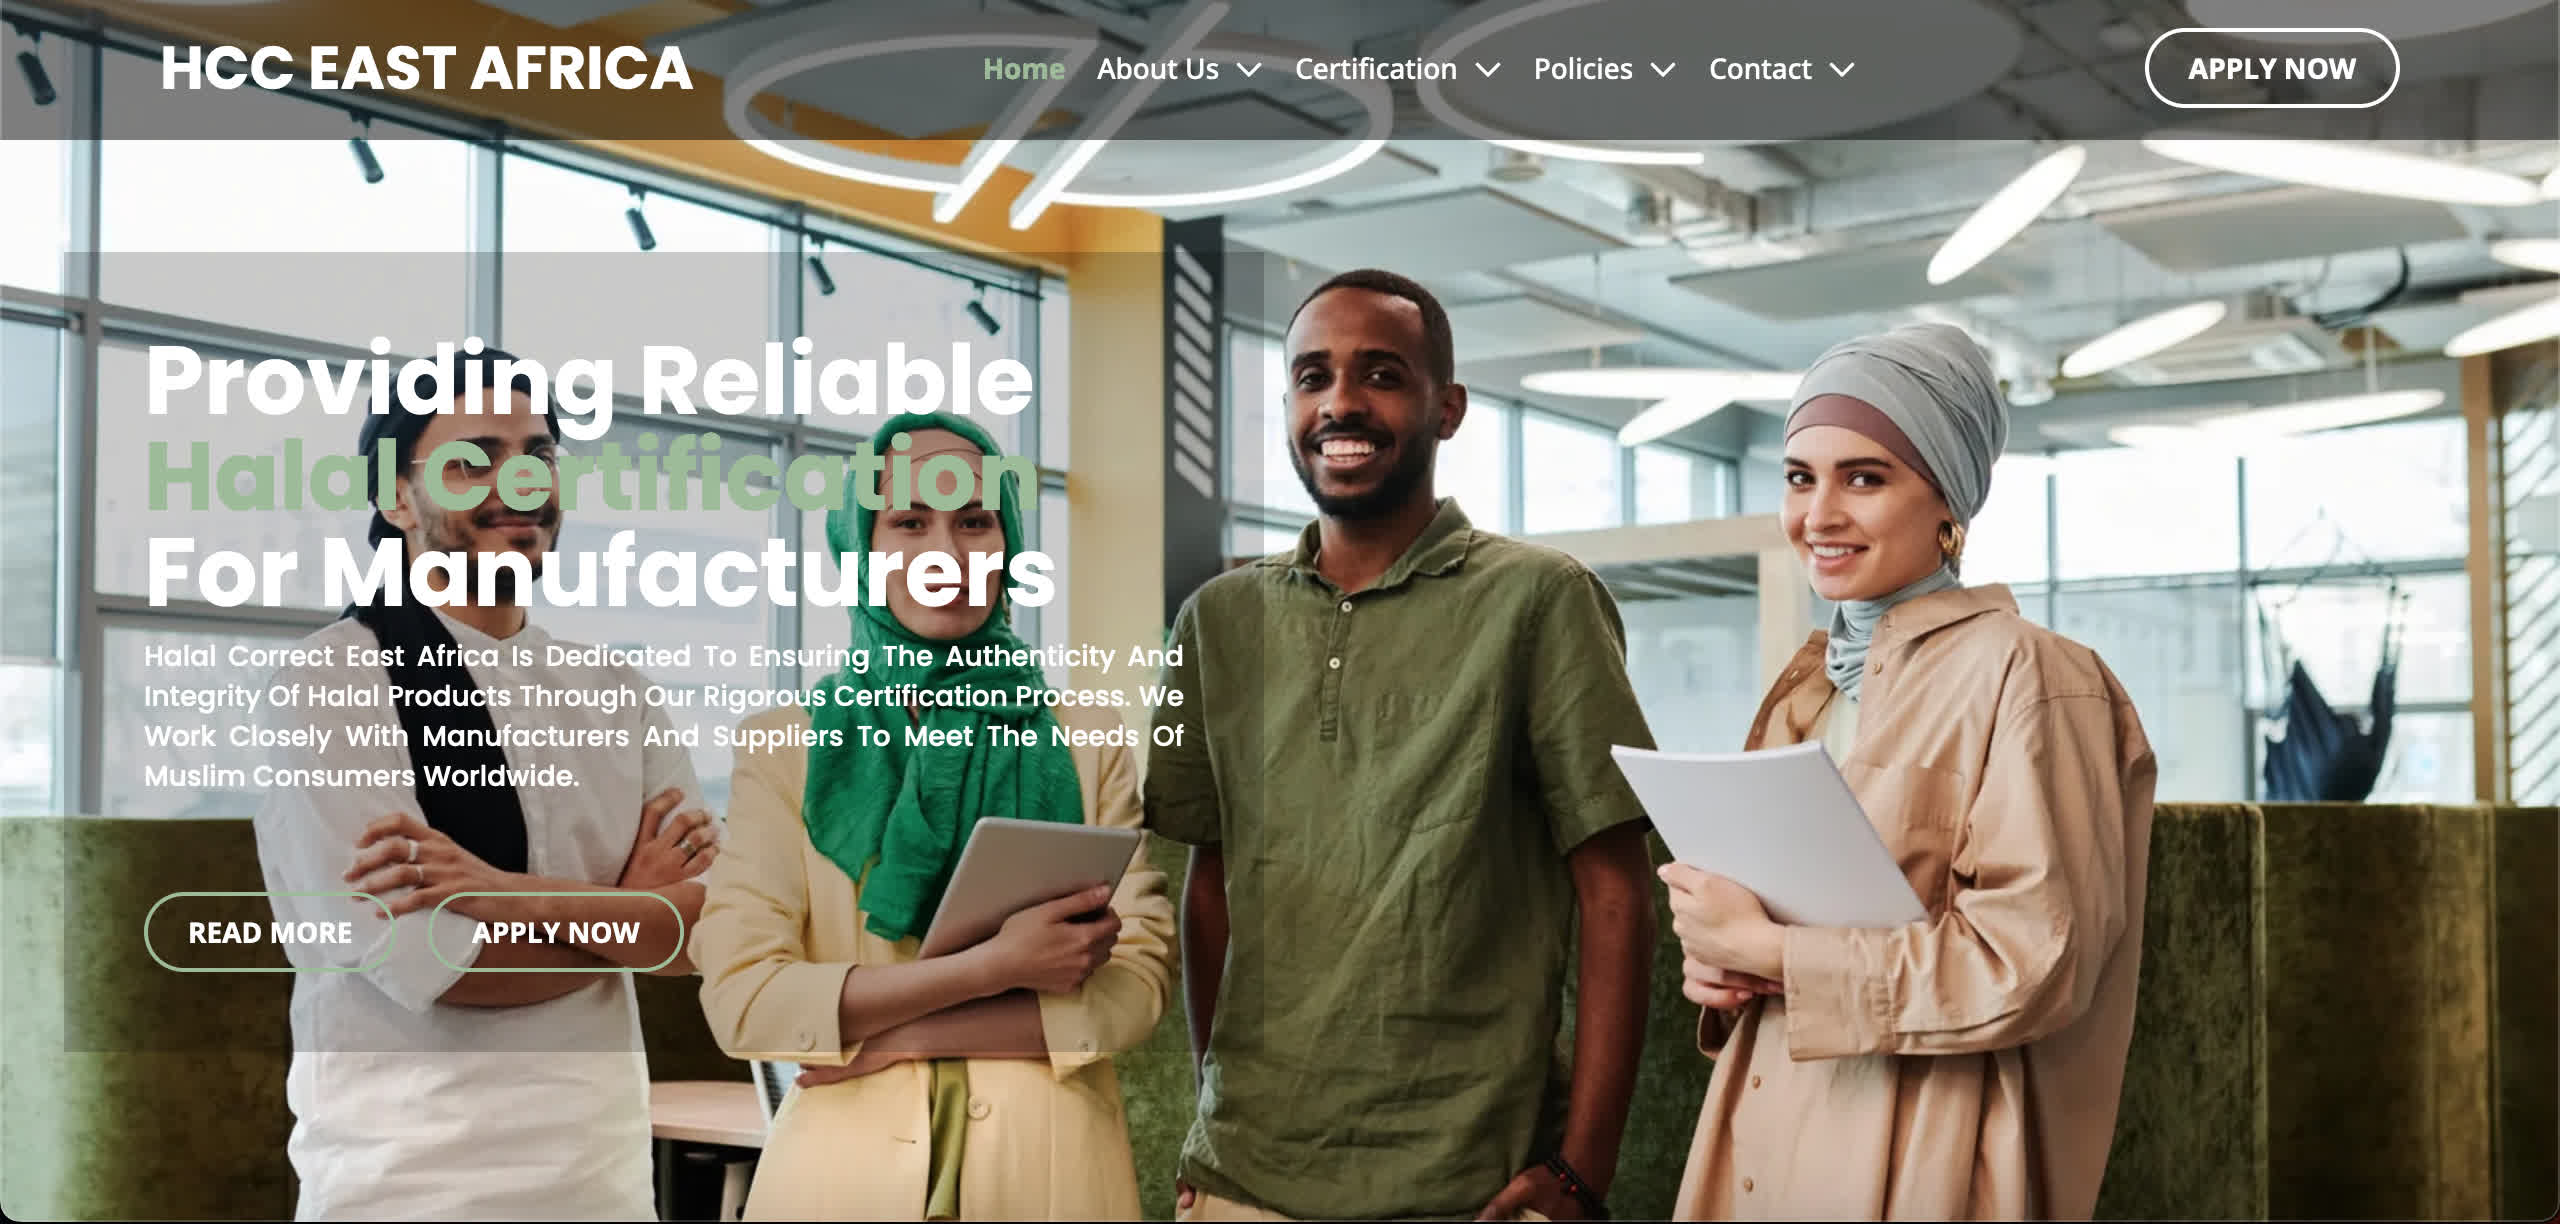 HCC EAST AFRICA
Home
About Us
Certification
Policies
Contact
APPLY NOW
Providing Reliable
Halal Certification
For Manufacturers
Halal Correct East Africa Is Dedicated To Ensuring The Authenticity And
Integrity Of Halal Products Through Our Rigorous Certification Process. We
Work Closely With Manufacturers And Suppliers To Meet The Needs Of
Muslim Consumers Worldwide.
READ MORE
APPLY NOW